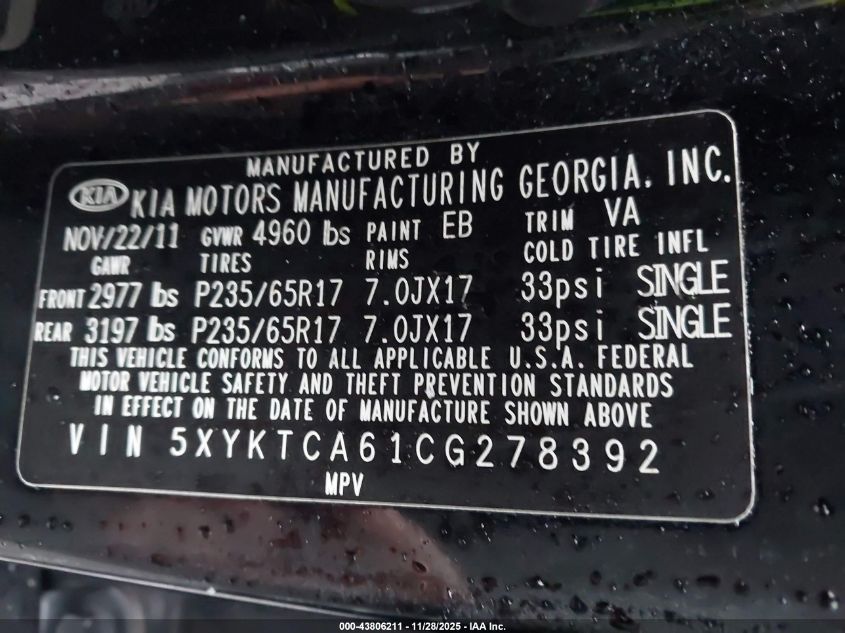 MANUFACTURED BY
KIA KIA MOTORS MANUFACTURING GEORGIA, INC.
NOV/22/11 GVWR 4960 lbs PAINT EB TRIM VA
GAWR TIRES RIMS COLD TIRE INFL
FRONT 2977 lbs P235/65R17 7.0JX17 33psi SINGLE
REAR 3197 lbs P235/65R17 7.0JX17 33psi SINGLE
THIS VEHICLE CONFORMS TO ALL APPLICABLE U.S.A. FEDERAL
MOTOR VEHICLE SAFETY AND THEFT PREVENTION STANDARDS
IN EFFECT ON THE DATE OF MANUFACTURE SHOWN ABOVE
VIN 5XYKTCA61CG278392
MPV
000-43806211 - 11/28/2025 - IAA Inc.